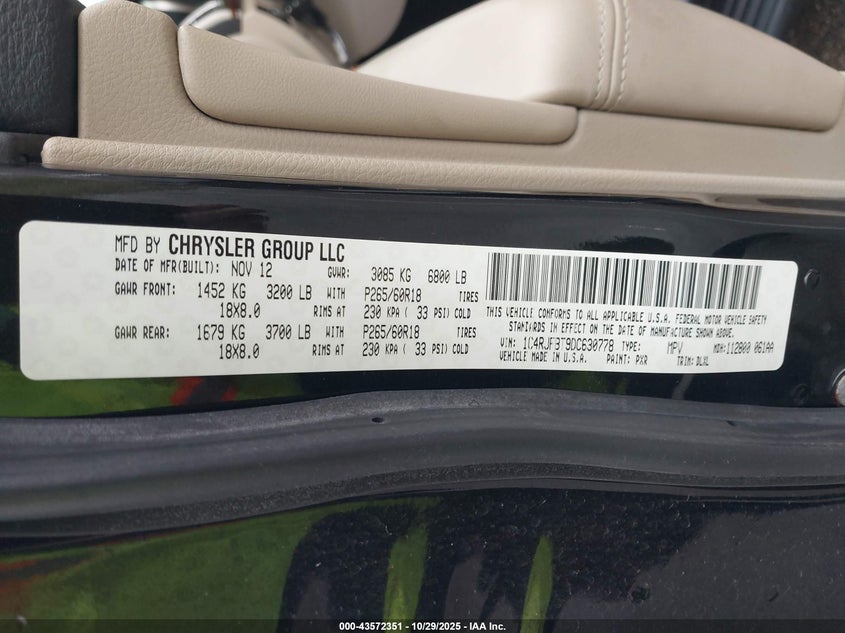 MFD BY CHRYSLER GROUP LLC
DATE OF MFR(BUILT): NOV 12 GVWR: 3085 KG 6800 LB
GAWR FRONT: 1452 KG 3200 LB WITH P265/60R18 TIRES
18X8.0 RIMS AT 230 KPA ( 33 PSI) COLD
GAWR REAR: 1679 KG 3700 LB WITH P265/60R18 TIRES
18X8.0 RIMS AT 230 KPA ( 33 PSI) COLD
THIS VEHICLE CONFORMS TO ALL APPLICABLE U.S.A. FEDERAL MOTOR VEHICLE SAFETY
STANDARDS IN EFFECT ON THE DATE OF MANUFACTURE SHOWN ABOVE.
VIN: 1C4RJFBT9DC630778 TYPE: MPV MDH:112800 061AA
VEHICLE MADE IN U.S.A. PAINT: PXR TRIM: DLXL
000-43572351 - 10/29/2025 - IAA Inc.